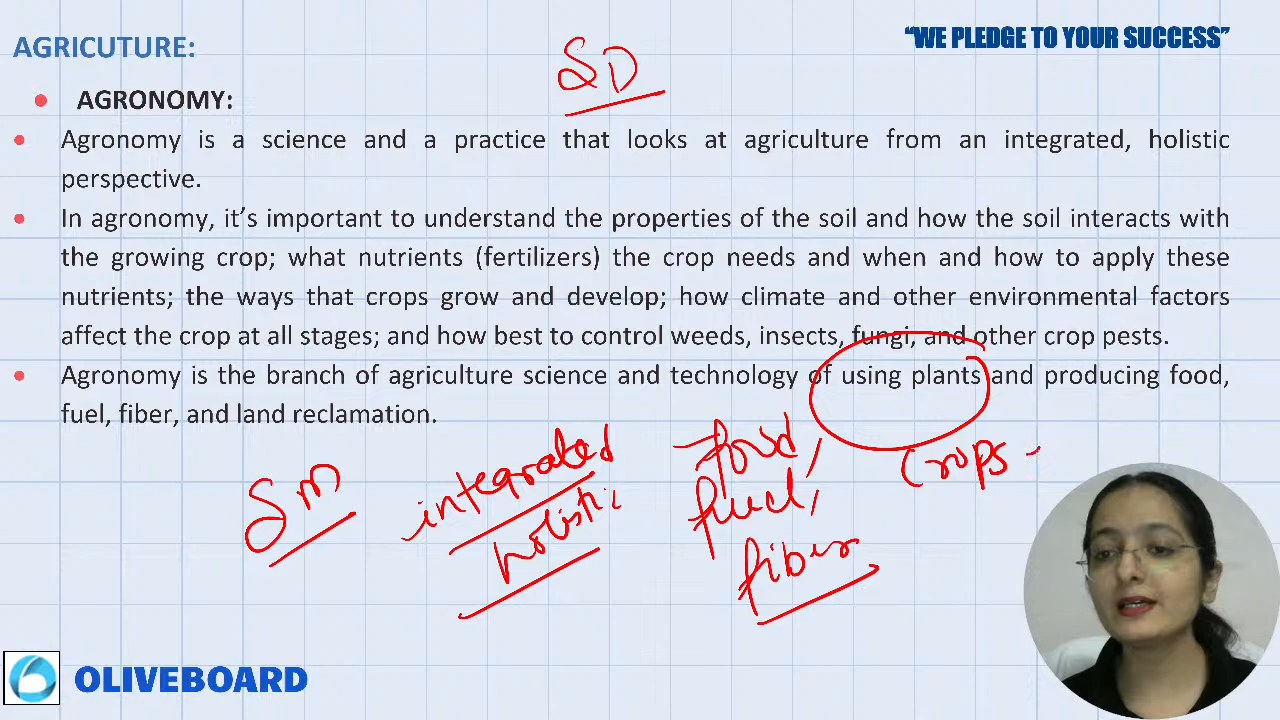 AGRICUTURE:
“WE PLEDGE TO YOUR SUCCESS”
SD
AGRONOMY:
Agronomy is a science and a practice that looks at agriculture from an integrated, holistic
perspective.
In agronomy, it’s important to understand the properties of the soil and how the soil interacts with
the growing crop; what nutrients (fertilizers) the crop needs and when and how to apply these
nutrients; the ways that crops grow and develop; how climate and other environmental factors
affect the crop at all stages; and how best to control weeds, insects, fungi, and other crop pests.
Agronomy is the branch of agriculture science and technology of using plants and producing food,
fuel, fiber, and land reclamation.
Sm
integrated
holistic
food,
fuel,
fiber
Crops -
OLIVEBOARD